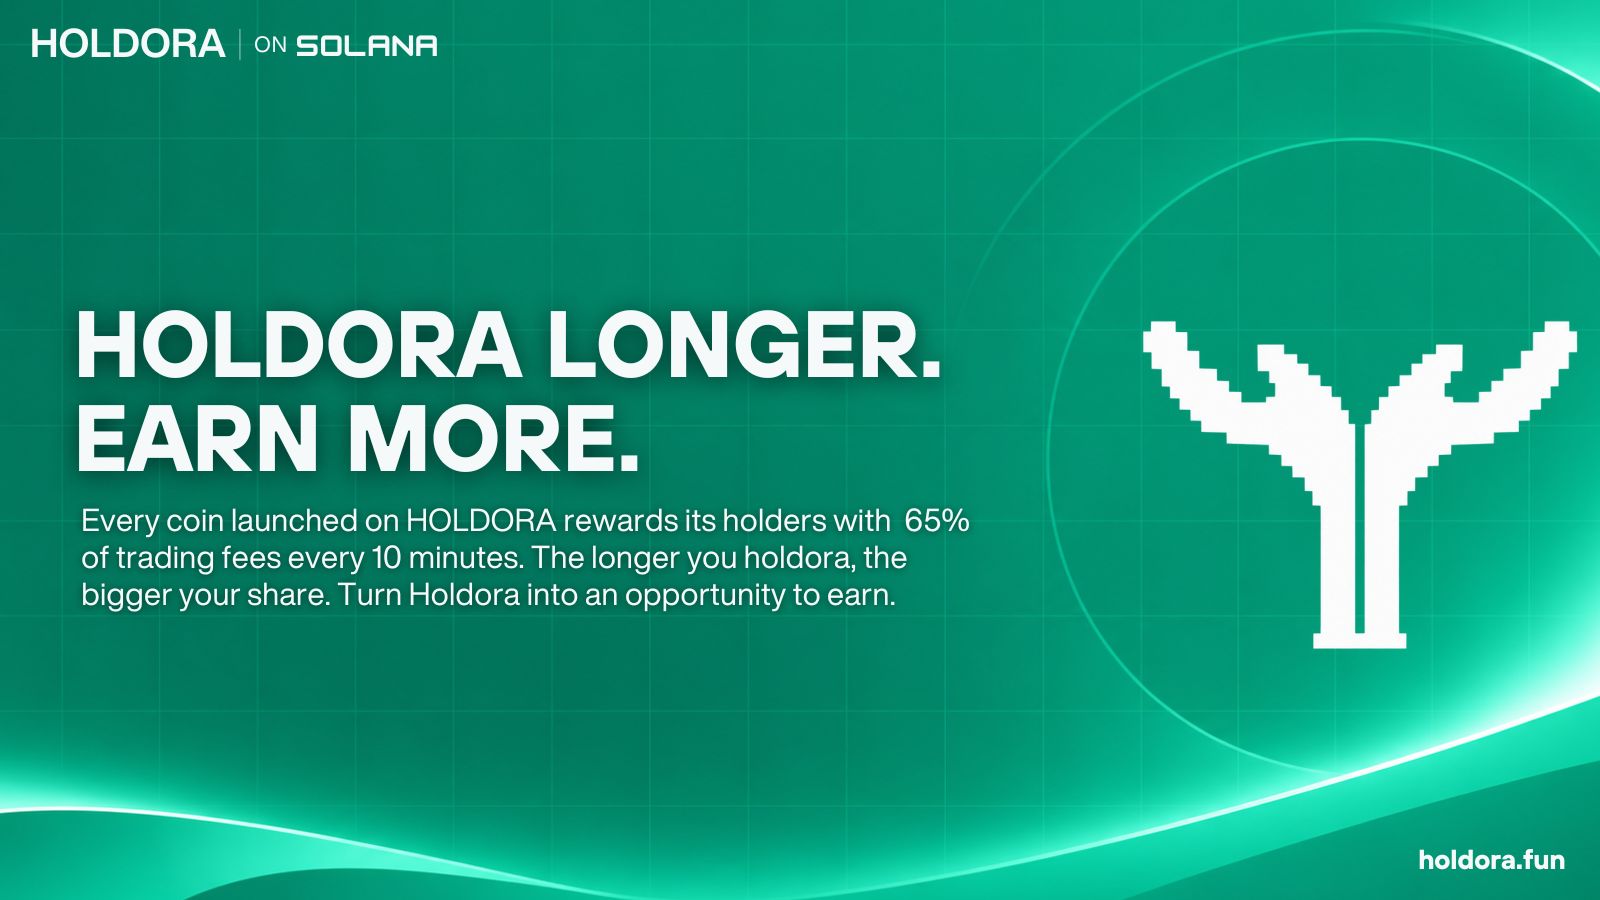 HOLDORA | ON SOLANA
HOLDORA LONGER.
EARN MORE.
Every coin launched on HOLDORA rewards its holders with 65%
of trading fees every 10 minutes. The longer you holdora, the
bigger your share. Turn Holdora into an opportunity to earn.
holdora.fun